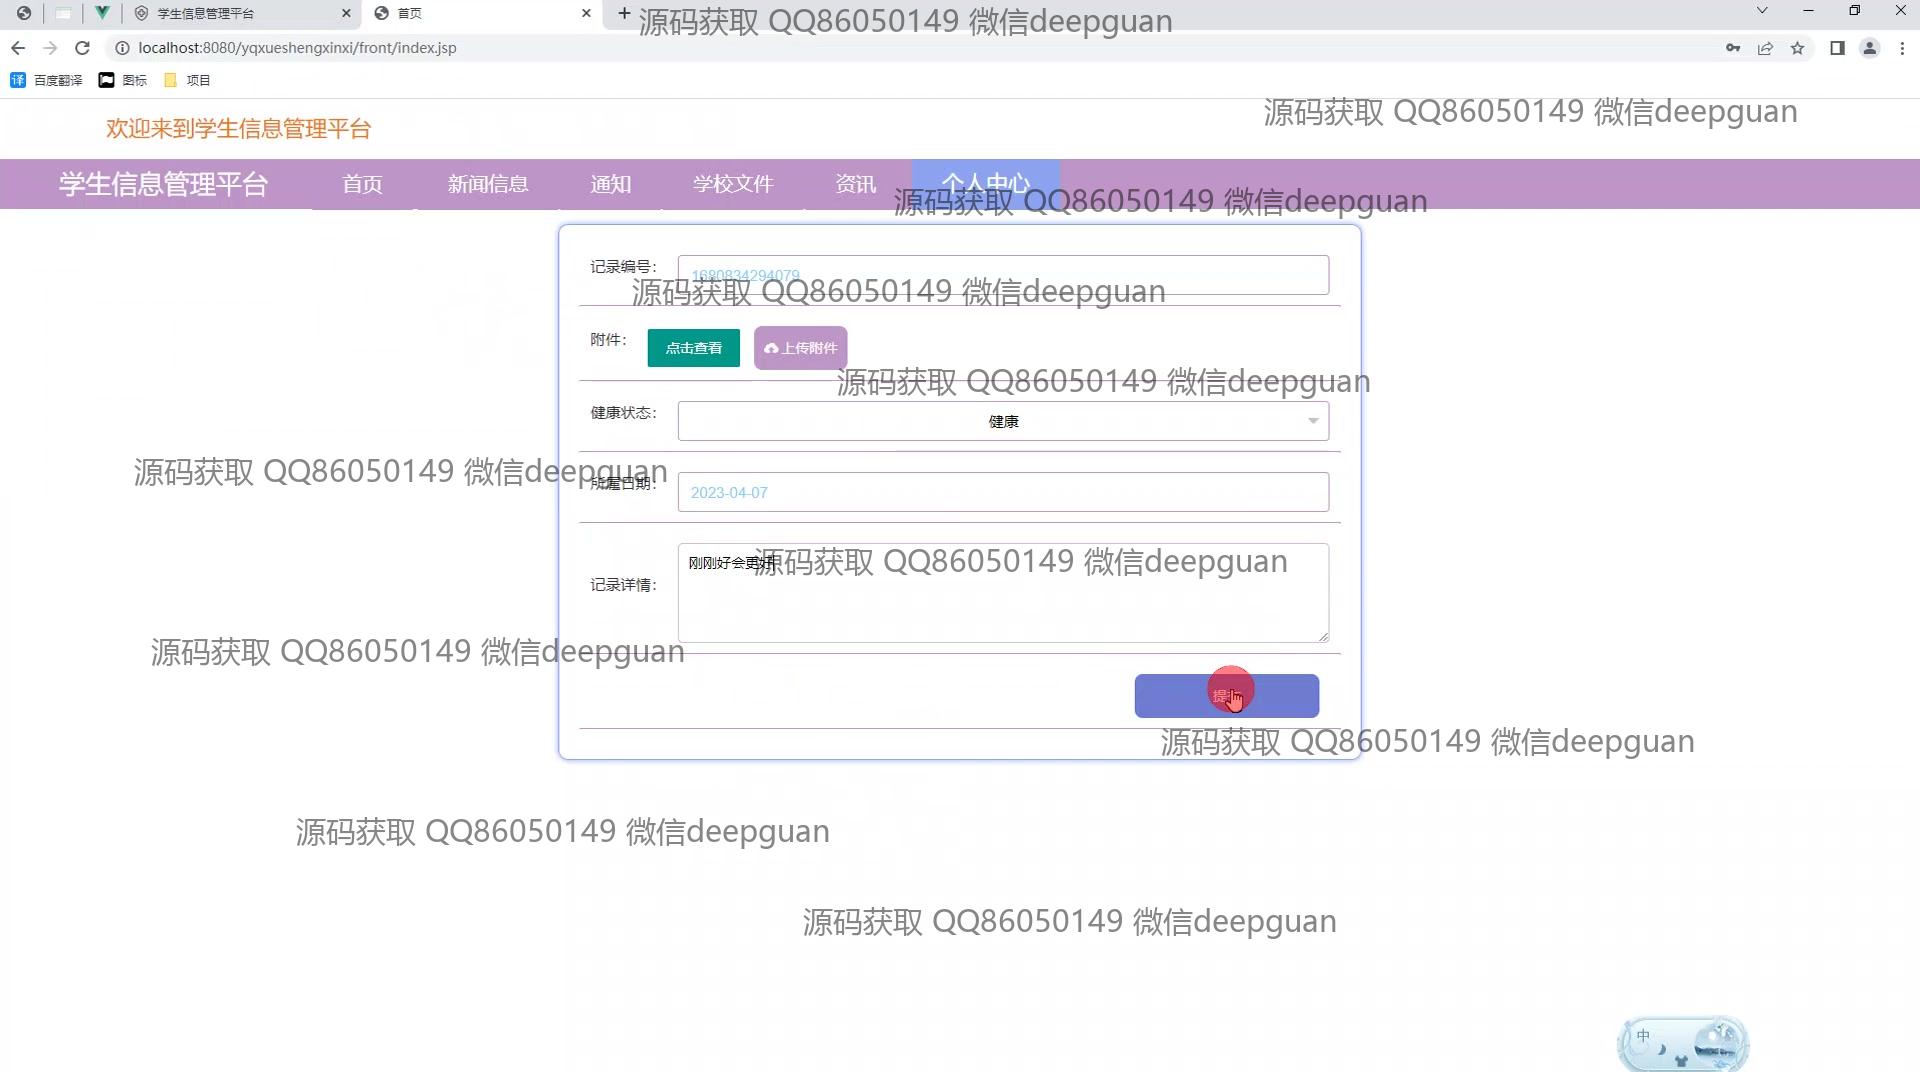 学生信息管理平台
首页
源码获取 QQ86050149 微信deepguan
localhost:8080/yqxueshengxinxi/front/index.jsp
译 百度翻译 图标 项目
源码获取 QQ86050149 微信deepguan
欢迎来到学生信息管理平台
学生信息管理平台 首页 新闻信息 通知 学校文件 资讯 个人中心
源码获取 QQ86050149 微信deepguan
记录编号: 1680834294079
源码获取 QQ86050149 微信deepguan
附件: 点击查看 上传附件
源码获取 QQ86050149 微信deepguan
健康状态: 健康
源码获取 QQ86050149 微信deepguan
所属日期: 2023-04-07
刚刚好会更好
源码获取 QQ86050149 微信deepguan
记录详情:
源码获取 QQ86050149 微信deepguan
源码获取 QQ86050149 微信deepguan
源码获取 QQ86050149 微信deepguan
源码获取 QQ86050149 微信deepguan
中